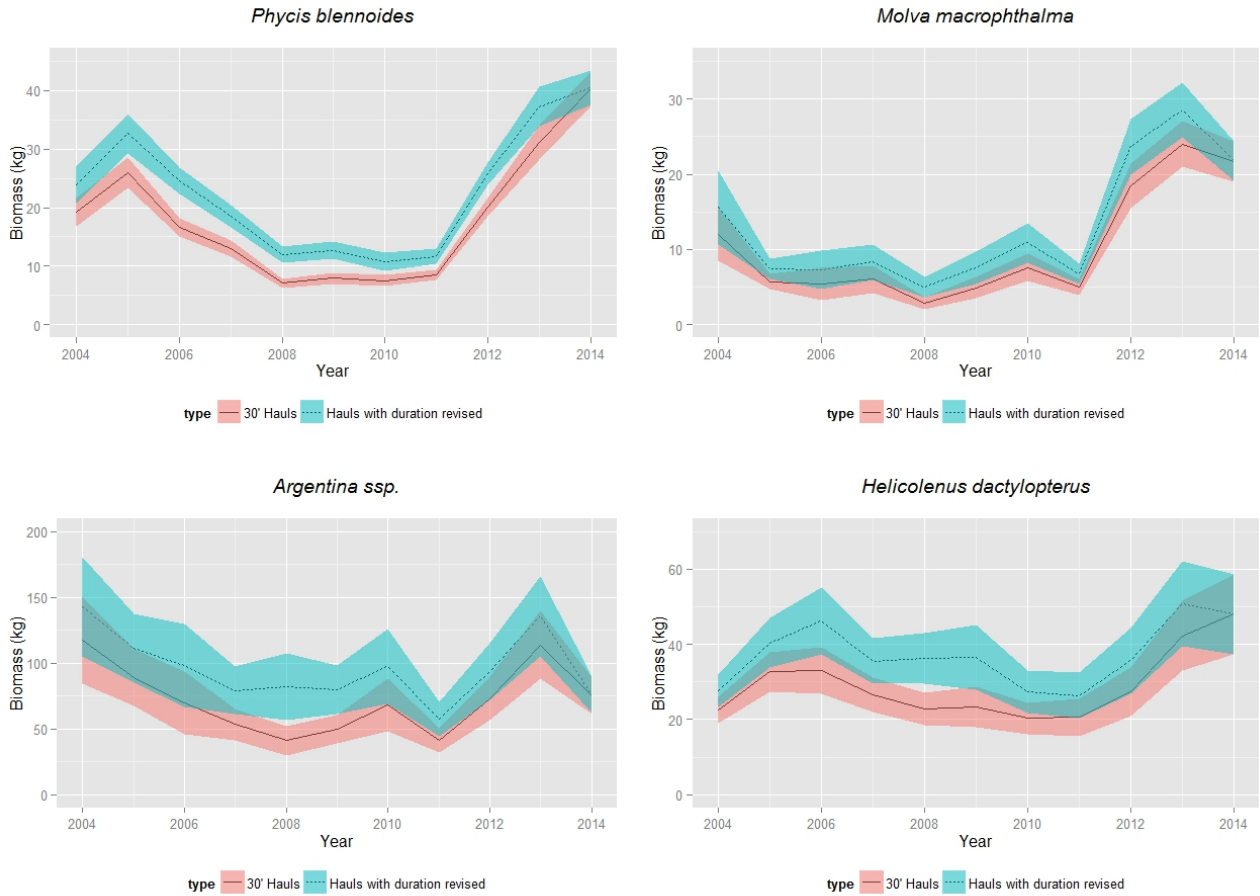 Phycis blennoides
Biomass (kg)
40
30
20
10
0
2004 2006 2008 2010 2012 2014
Year
type 30' Hauls Hauls with duration revised
Molva macrophthalma
Biomass (kg)
30
20
10
0
2004 2006 2008 2010 2012 2014
Year
type 30' Hauls Hauls with duration revised
Argentina ssp.
Biomass (kg)
200
150
100
50
0
2004 2006 2008 2010 2012 2014
Year
type 30' Hauls Hauls with duration revised
Helicolenus dactylopterus
Biomass (kg)
60
40
20
0
2004 2006 2008 2010 2012 2014
Year
type 30' Hauls Hauls with duration revised